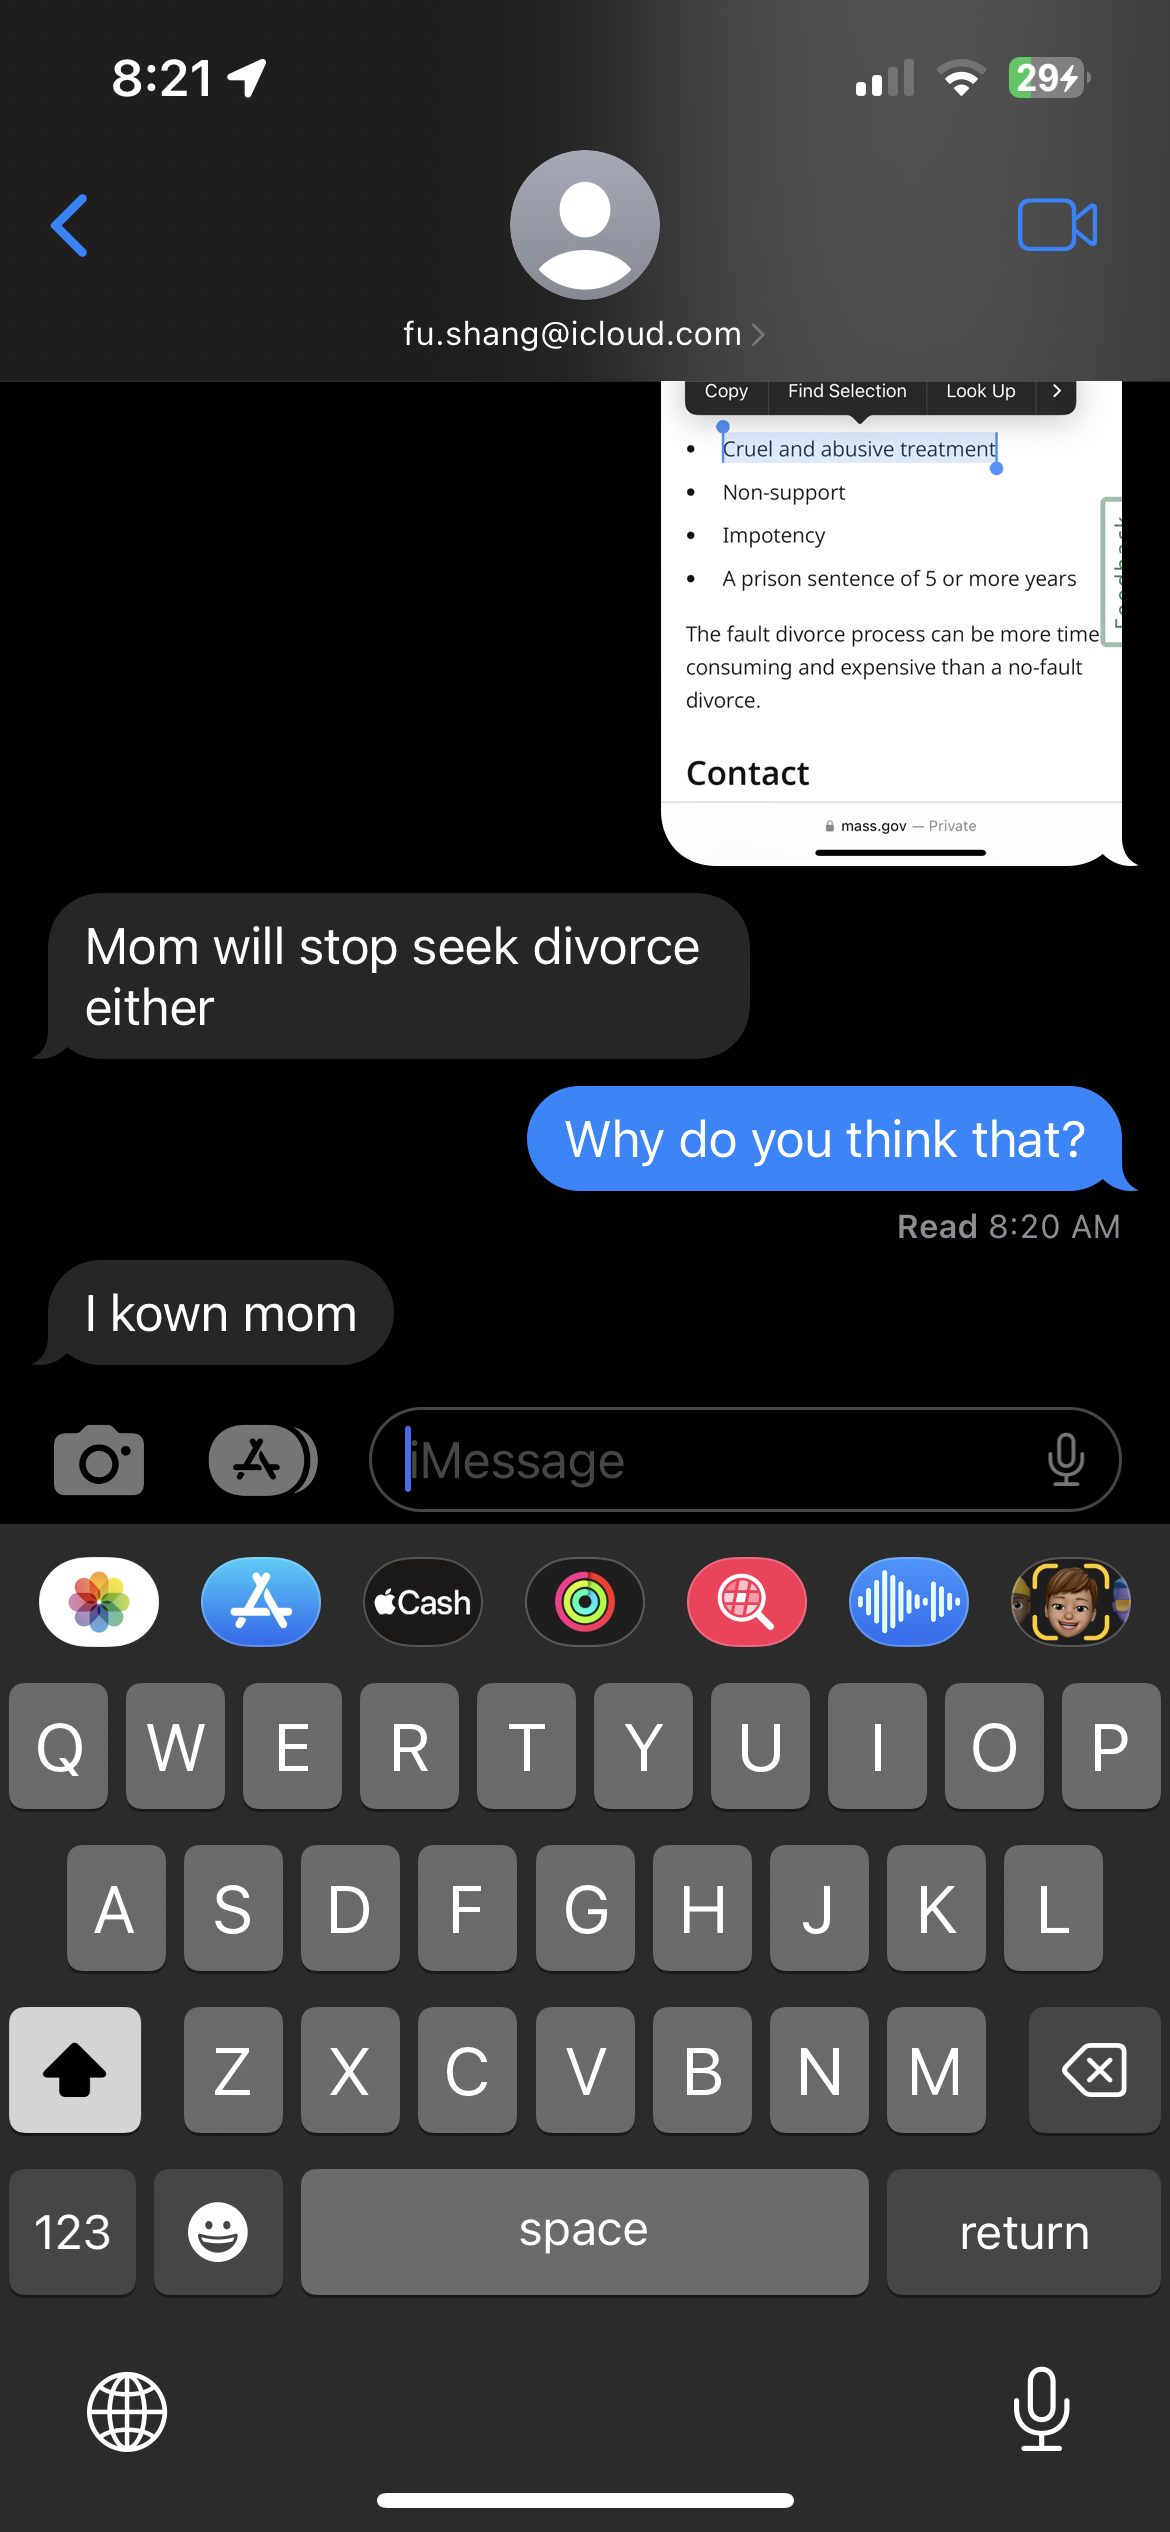 8:21
29
fu.shang@icloud.com
Copy Find Selection Look Up
• Cruel and abusive treatment
• Non-support
• Impotency
• A prison sentence of 5 or more years
Feedback
The fault divorce process can be more time
consuming and expensive than a no-fault
divorce.
Contact
mass.gov — Private
Mom will stop seek divorce
either
Why do you think that?
Read 8:20 AM
I kown mom
iMessage
Cash
Q W E R T Y U I O P
A S D F G H J K L
Z X C V B N M
123 space return